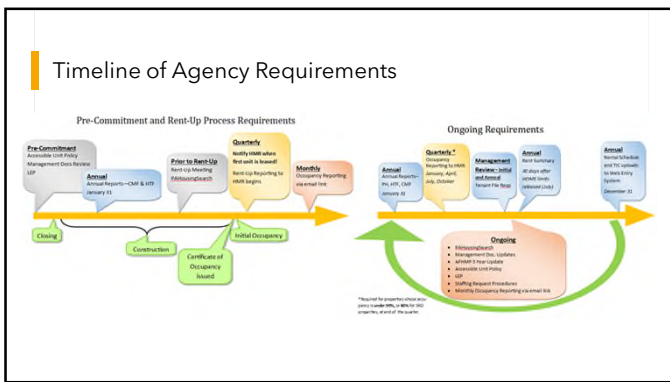 Timeline of Agency Requirements
Pre-Commitment and Rent-Up Process Requirements
Pre-Commitment
Accessible Unit Policy
Management Docs Review
LEP
Annual
Annual Reports—CMF & HTF
January 31
Prior to Rent-Up
Rent-Up Meeting
PAHousingSearch
Quarterly
Notify HMR when
first unit is leased!
Rent-Up Reporting to
HMR begins
Monthly
Occupancy Reporting
via email link
Closing
Construction
Certificate of
Occupancy
Issued
Initial Occupancy
Ongoing Requirements
Annual
Annual Reports—
PH, HTF, CMF
January 31
Quarterly *
Occupancy
Reporting to HMR
January, April,
July, October
Management
Review - Initial
and Annual
Tenant File Reqs
Annual
Rent Summary
Annual
Rental Schedule
and TIC uploads
to Web Entry
System
December 31
Ongoing
PAHousingSearch
Management Doc. Updates
AFHMP 5 Year Update
Accessible Unit Policy
LEP
Staffing Request Procedures
Monthly Occupancy Reporting via email link